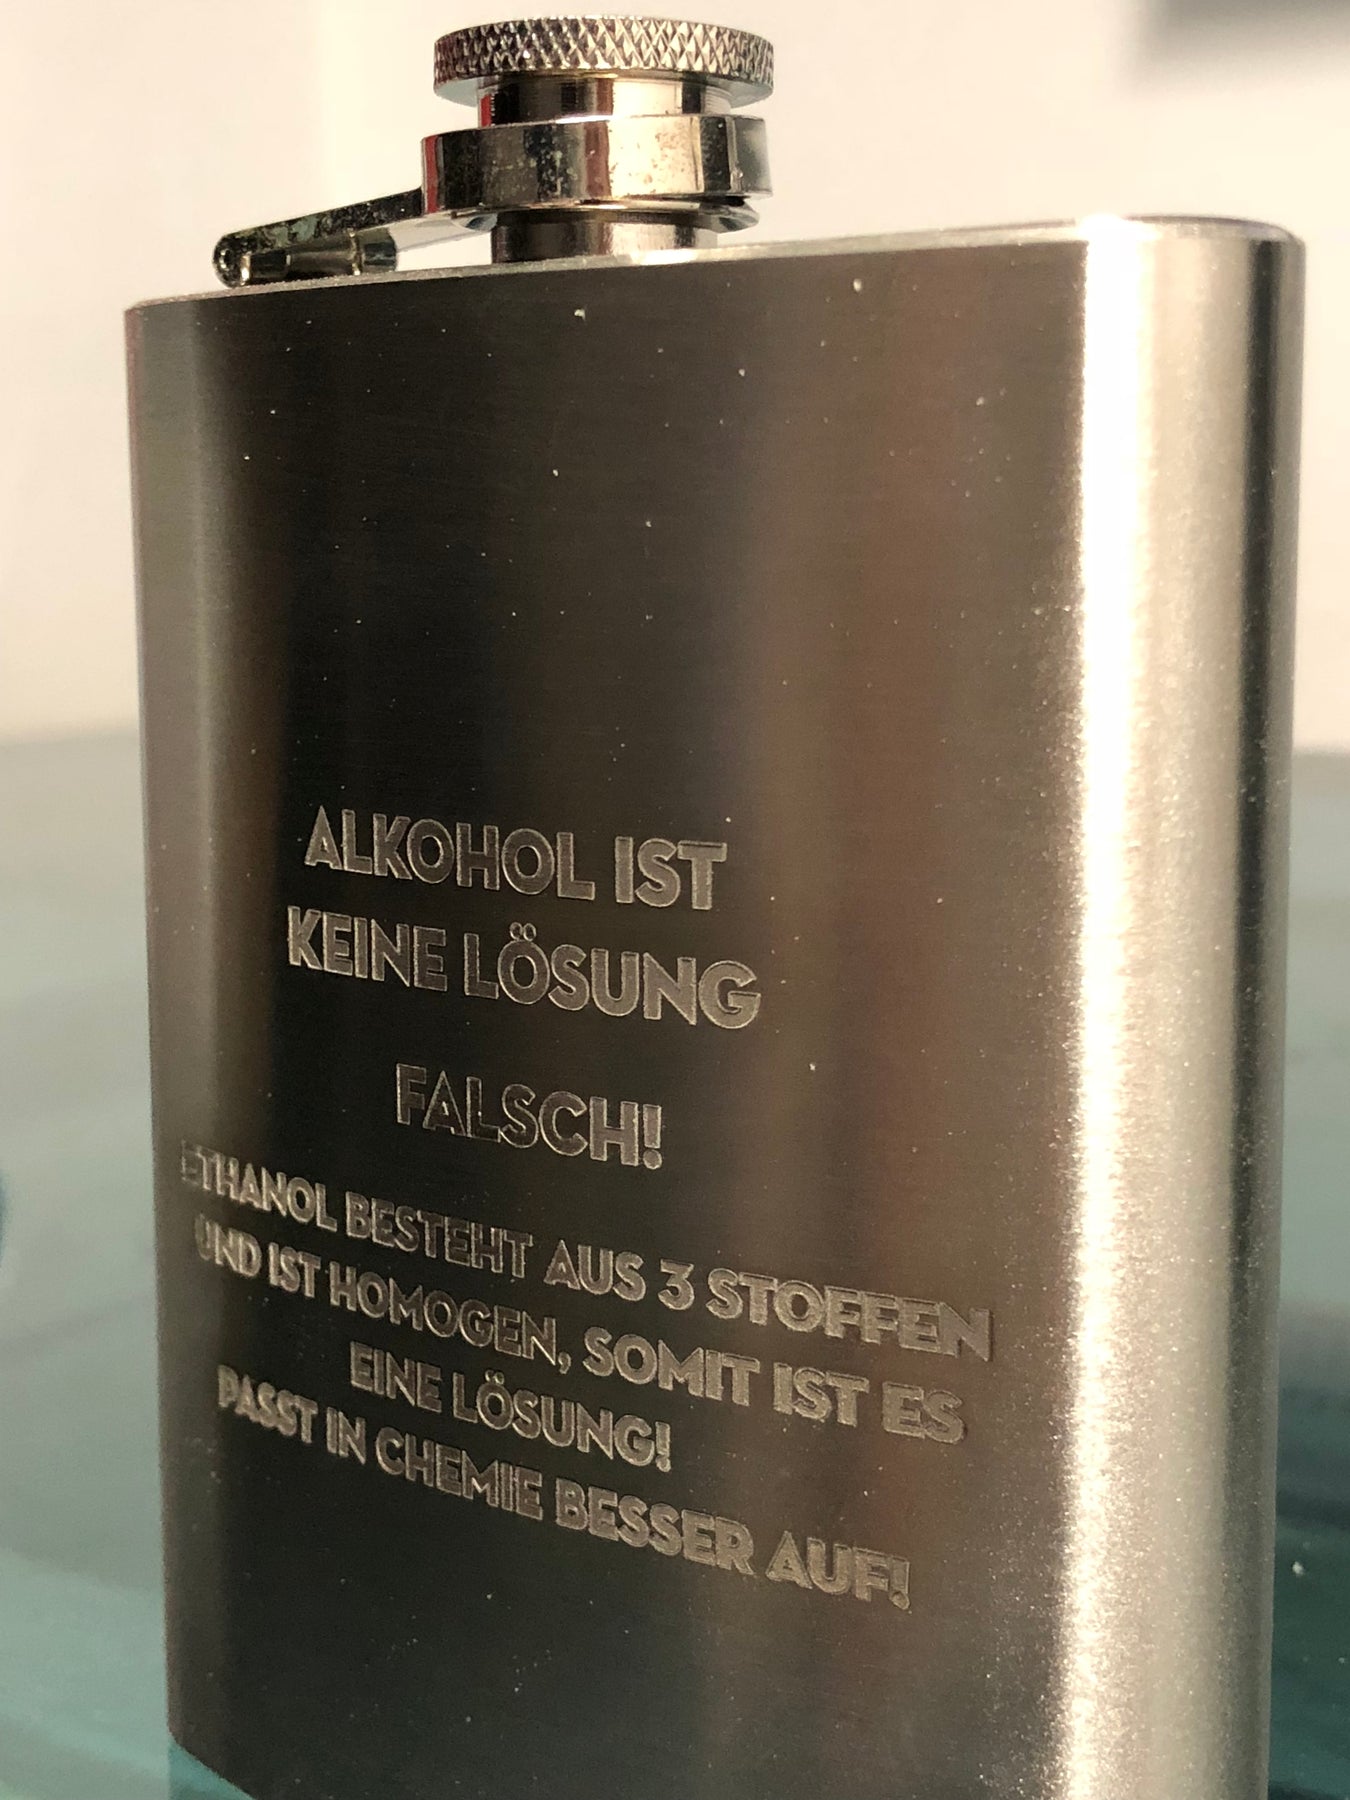 ALKOHOL IST
KEINE LÖSUNG
FALSCH!
ETHANOL BESTEHT AUS 3 STOFFEN
UND IST HOMOGEN, SOMIT IST ES
EINE LÖSUNG!
PASST IN CHEMIE BESSER AUF!